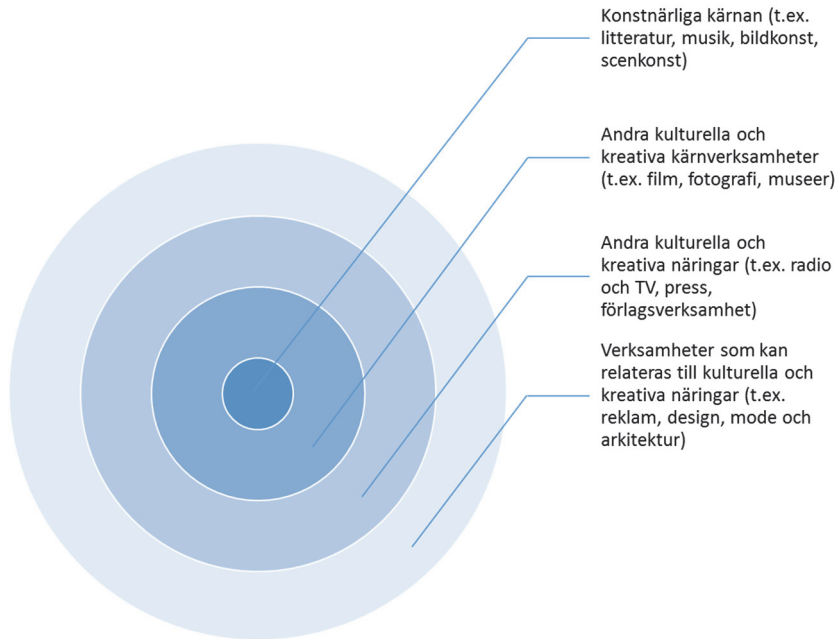 Konstnärliga kärnan (t.ex.
litteratur, musik, bildkonst,
scenkonst)
Andra kulturella och
kreativa kärnverksamheter
(t.ex. film, fotografi, museer)
Andra kulturella och
kreativa näringar (t.ex. radio
och TV, press,
förlagsverksamhet)
Verksamheter som kan
relateras till kulturella och
kreativa näringar (t.ex.
reklam, design, mode och
arkitektur)